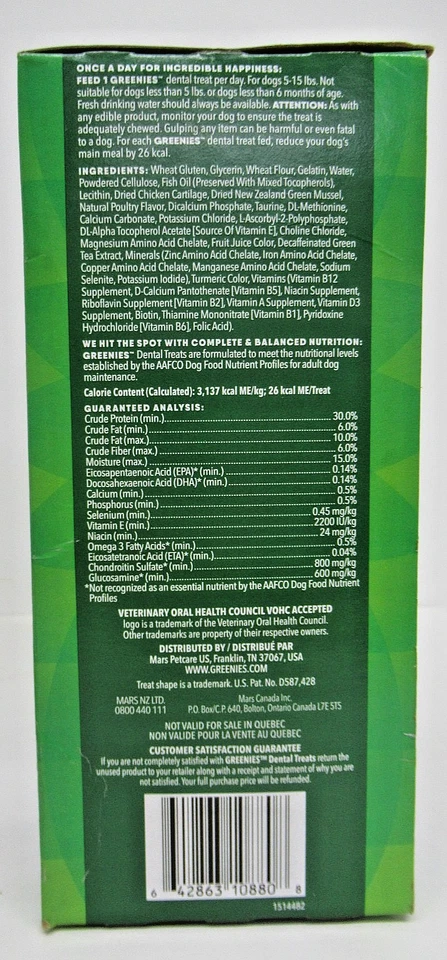 ONCE A DAY FOR INCREDIBLE HAPPINESS:
FEED 1 GREENIES™ dental treat per day. For dogs 5-15 lbs. Not
suitable for dogs less than 5 lbs. or dogs less than 6 months of age.
Fresh drinking water should always be available. ATTENTION: As with
any edible product, monitor your dog to ensure the treat is
adequately chewed. Gulping any item can be harmful or even fatal
to a dog. For each GREENIES™ dental treat fed, reduce your dog's
main meal by 26 kcal.
INGREDIENTS: Wheat Gluten, Glycerin, Wheat Flour, Gelatin, Water,
Powdered Cellulose, Fish Oil (Preserved With Mixed Tocopherols),
Lecithin, Dried Chicken Cartilage, Dried New Zealand Green Mussel,
Natural Poultry Flavor, Dicalcium Phosphate, Taurine, DL-Methionine,
Calcium Carbonate, Potassium Chloride, L-Ascorbyl-2-Polyphosphate,
DL-Alpha Tocopherol Acetate [Source Of Vitamin E], Choline Chloride,
Magnesium Amino Acid Chelate, Fruit Juice Color, Decaffeinated Green
Tea Extract, Minerals (Zinc Amino Acid Chelate, Iron Amino Acid Chelate,
Copper Amino Acid Chelate, Manganese Amino Acid Chelate, Sodium
Selenite, Potassium Iodide), Turmeric Color, Vitamins (Vitamin B12
Supplement, D-Calcium Pantothenate [Vitamin B5], Niacin Supplement,
Riboflavin Supplement [Vitamin B2], Vitamin A Supplement, Vitamin D3
Supplement, Biotin, Thiamine Mononitrate [Vitamin B1], Pyridoxine
Hydrochloride [Vitamin B6], Folic Acid).
WE HIT THE SPOT WITH COMPLETE & BALANCED NUTRITION:
GREENIES™ Dental Treats are formulated to meet the nutritional levels
established by the AAFCO Dog Food Nutrient Profiles for adult dog
maintenance.
Calorie Content (Calculated): 3,137 kcal ME/kg; 26 kcal ME/Treat
GUARANTEED ANALYSIS:
Crude Protein (min.) 30.0%
Crude Fat (min.) 6.0%
Crude Fat (max.) 10.0%
Crude Fiber (max.) 6.0%
Moisture (max.) 15.0%
Eicosapentaenoic Acid (EPA)* (min.) 0.14%
Docosahexaenoic Acid (DHA)* (min.) 0.14%
Calcium (min.) 0.5%
Phosphorus (min.) 0.5%
Selenium (min.) 0.45 mg/kg
Vitamin E (min.) 2200 IU/kg
Niacin (min.) 24 mg/kg
Omega 3 Fatty Acids* (min.) 0.5%
Eicosatetranoic Acid (ETA)* (min.) 0.04%
Chondroitin Sulfate* (min.) 800 mg/kg
Glucosamine* (min.) 600 mg/kg
*Not recognized as an essential nutrient by the AAFCO Dog Food Nutrient
Profiles
VETERINARY ORAL HEALTH COUNCIL VOHC ACCEPTED
logo is a trademark of the Veterinary Oral Health Council.
Other trademarks are property of their respective owners.
DISTRIBUTED BY / DISTRIBUÉ PAR
Mars Petcare US, Franklin, TN 37067, USA
WWW.GREENIES.COM
Treat shape is a trademark. U.S. Pat. No. D587,428
MARS NZ LTD. Mars Canada Inc.
0800 440 111 P.O. Box/C.P. 640, Bolton, Ontario Canada L7E 5T5
NOT VALID FOR SALE IN QUEBEC
NON VALIDE POUR LA VENTE AU QUEBEC
CUSTOMER SATISFACTION GUARANTEE
If you are not completely satisfied with GREENIES™ Dental Treats return the
unused product to your retailer along with a receipt and statement of why you are
not satisfied. Your full purchase price will be refunded.
6 42863 10880 8
1514482